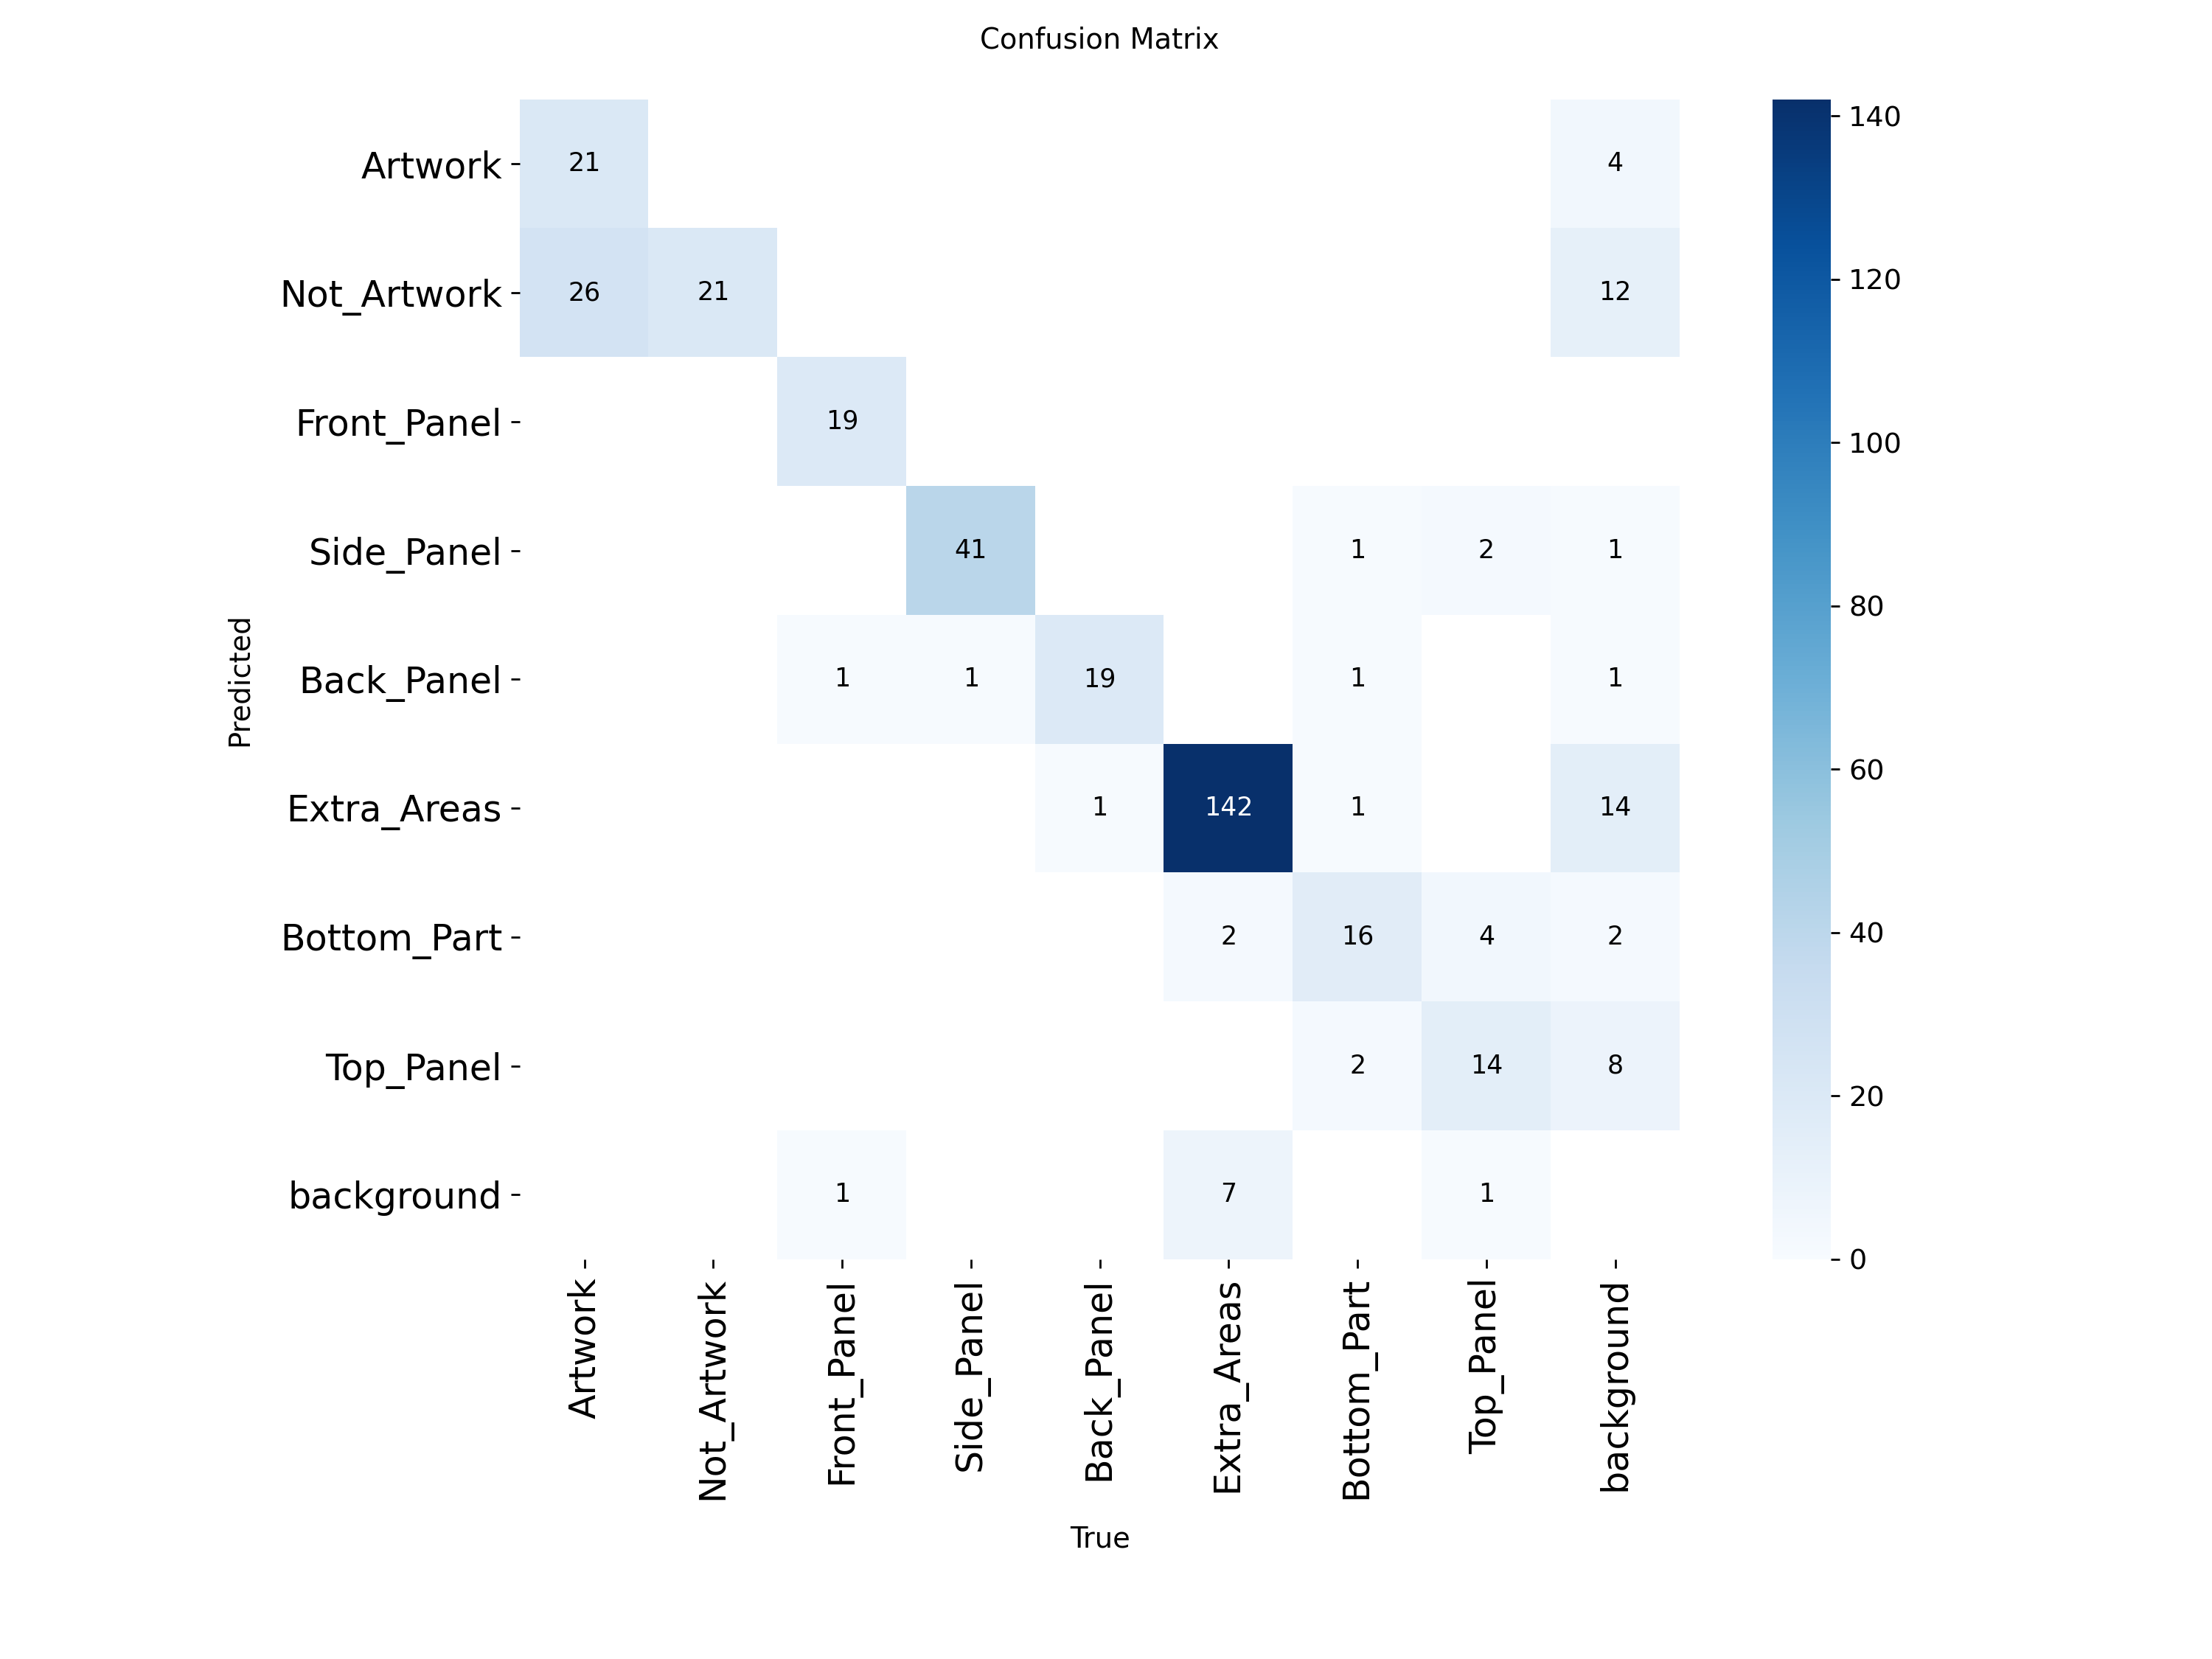 Confusion Matrix
Artwork 21 4 140
Not_Artwork 26 21 12 120
Front_Panel 19 100
Side_Panel 41 1 2 1 80
Back_Panel 1 1 19 1 1
Predicted
Extra_Areas 1 142 1 14 60
Bottom_Part 2 16 4 2 40
Top_Panel 2 14 8 20
background 1 7 1 0
Artwork Not_Artwork Front_Panel Side_Panel Back_Panel Extra_Areas Bottom_Part Top_Panel background
True